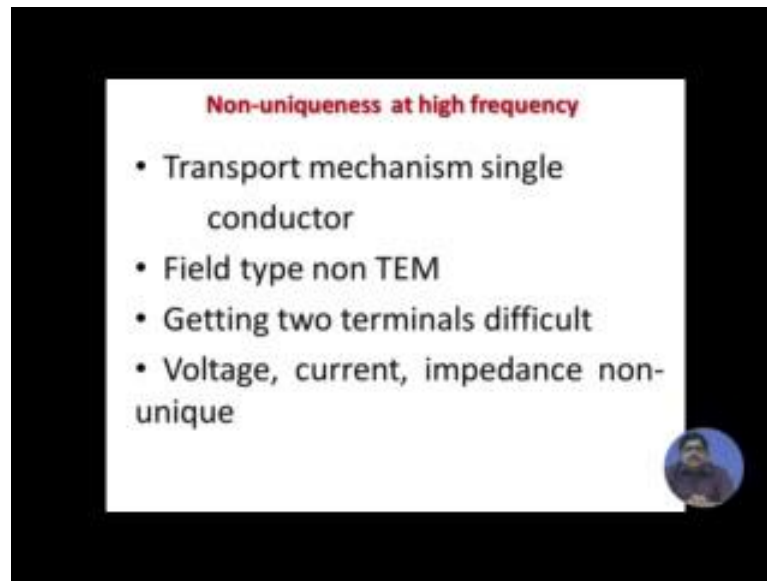 Non-uniqueness at high frequency
• Transport mechanism single
conductor
• Field type non TEM
• Getting two terminals difficult
• Voltage, current, impedance non-
unique